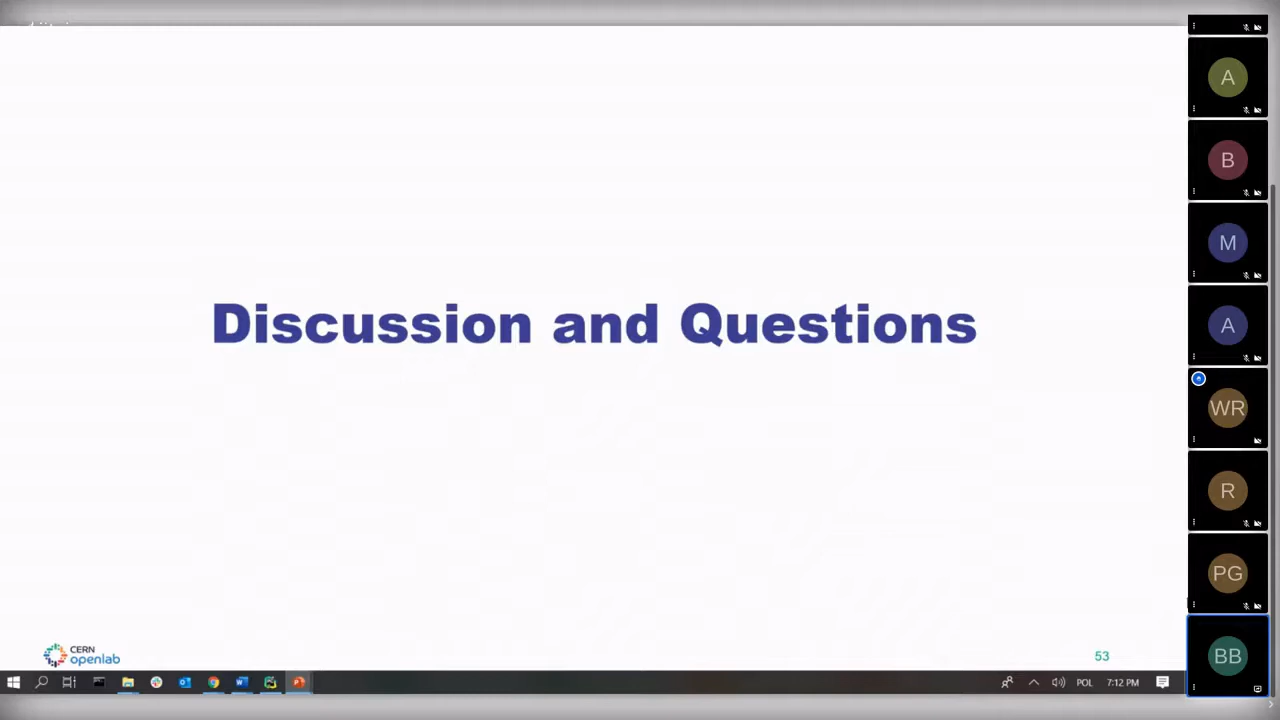 Discussion and Questions
CERN
openlab
53
POL
7:12 PM
A
B
M
A
WR
R
PG
BB